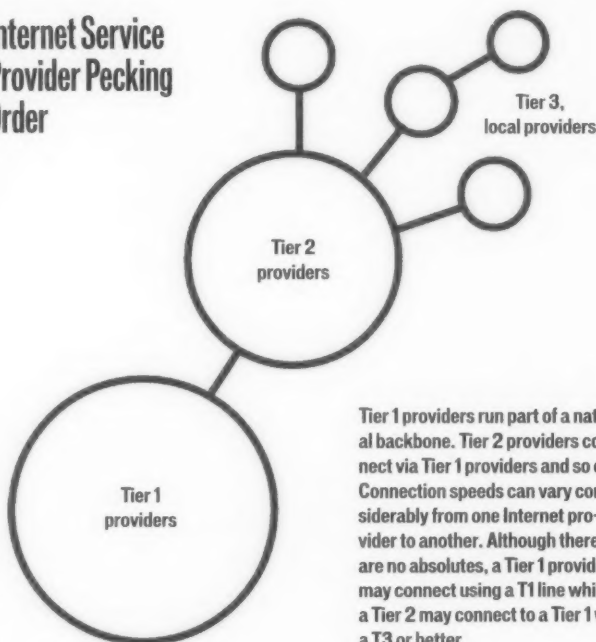 nternet Service
rovider Pecking
rder
Tier 3,
local providers
Tier 2
providers
Tier 1
providers
Tier 1 providers run part of a nat
al backbone. Tier 2 providers co
nect via Tier 1 providers and so o
Connection speeds can vary con
siderably from one Internet pro-
vider to another. Although there
are no absolutes, a Tier 1 provid
may connect using a T1 line whi
a Tier 2 may connect to a Tier 1 v
a T3 or better.